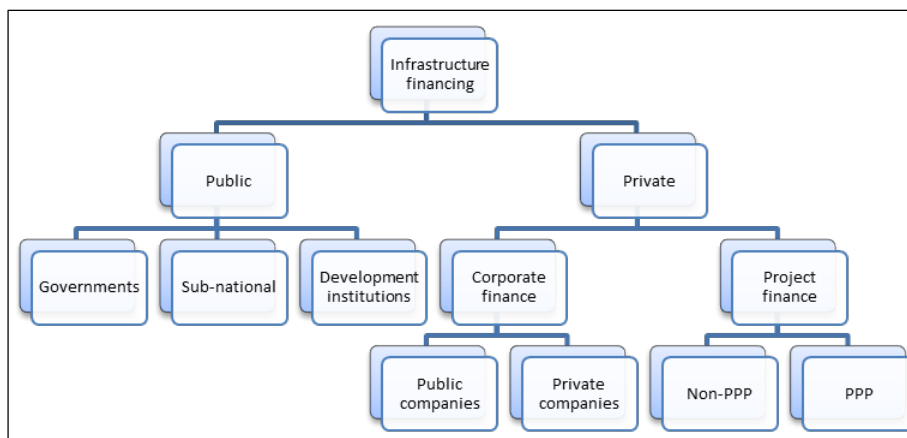 Infrastructure
financing
Public
Private
Governments
Sub-national
Development
institutions
Corporate
finance
Project
finance
Public
companies
Private
companies
Non-PPP
PPP